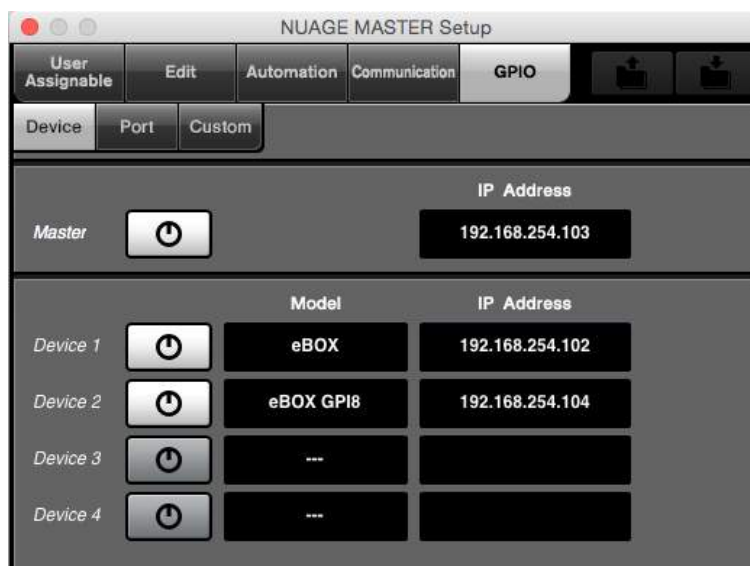 NUAGE MASTER Setup
User Assignable Edit Automation Communication GPIO
Device Port Custom
IP Address
Master 192.168.254.103
Model IP Address
Device 1 eBOX 192.168.254.102
Device 2 eBOX GPI8 192.168.254.104
Device 3 ---
Device 4 ---